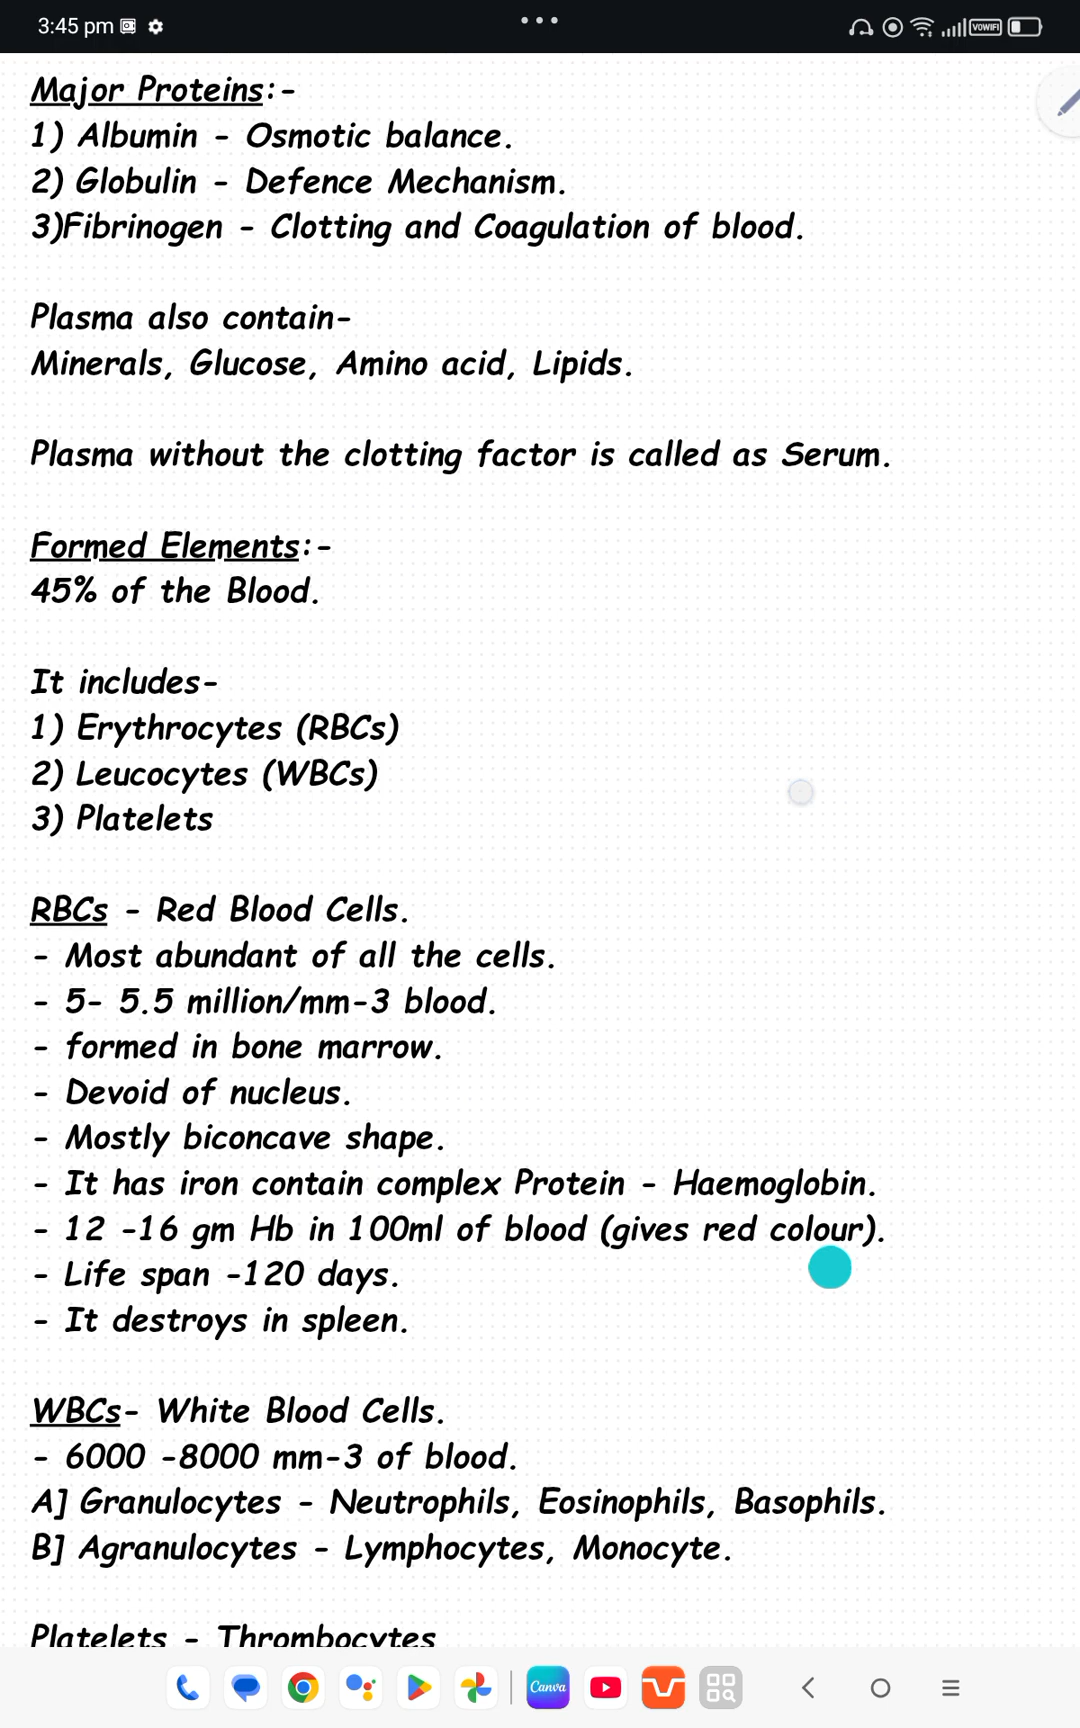 3:45 pm
VOWIFI
Major Proteins:-
1) Albumin - Osmotic balance.
2) Globulin - Defence Mechanism.
3)Fibrinogen - Clotting and Coagulation of blood.
Plasma also contain-
Minerals, Glucose, Amino acid, Lipids.
Plasma without the clotting factor is called as Serum.
Formed Elements:-
45% of the Blood.
It includes-
1) Erythrocytes (RBCs)
2) Leucocytes (WBCs)
3) Platelets
RBCs - Red Blood Cells.
- Most abundant of all the cells.
- 5- 5.5 million/mm-3 blood.
- formed in bone marrow.
- Devoid of nucleus.
- Mostly biconcave shape.
- It has iron contain complex Protein - Haemoglobin.
- 12 -16 gm Hb in 100ml of blood (gives red colour).
- Life span -120 days.
- It destroys in spleen.
WBCs- White Blood Cells.
- 6000 -8000 mm-3 of blood.
A] Granulocytes - Neutrophils, Eosinophils, Basophils.
B] Agranulocytes - Lymphocytes, Monocyte.
Platelets - Thrombocytes
Canva